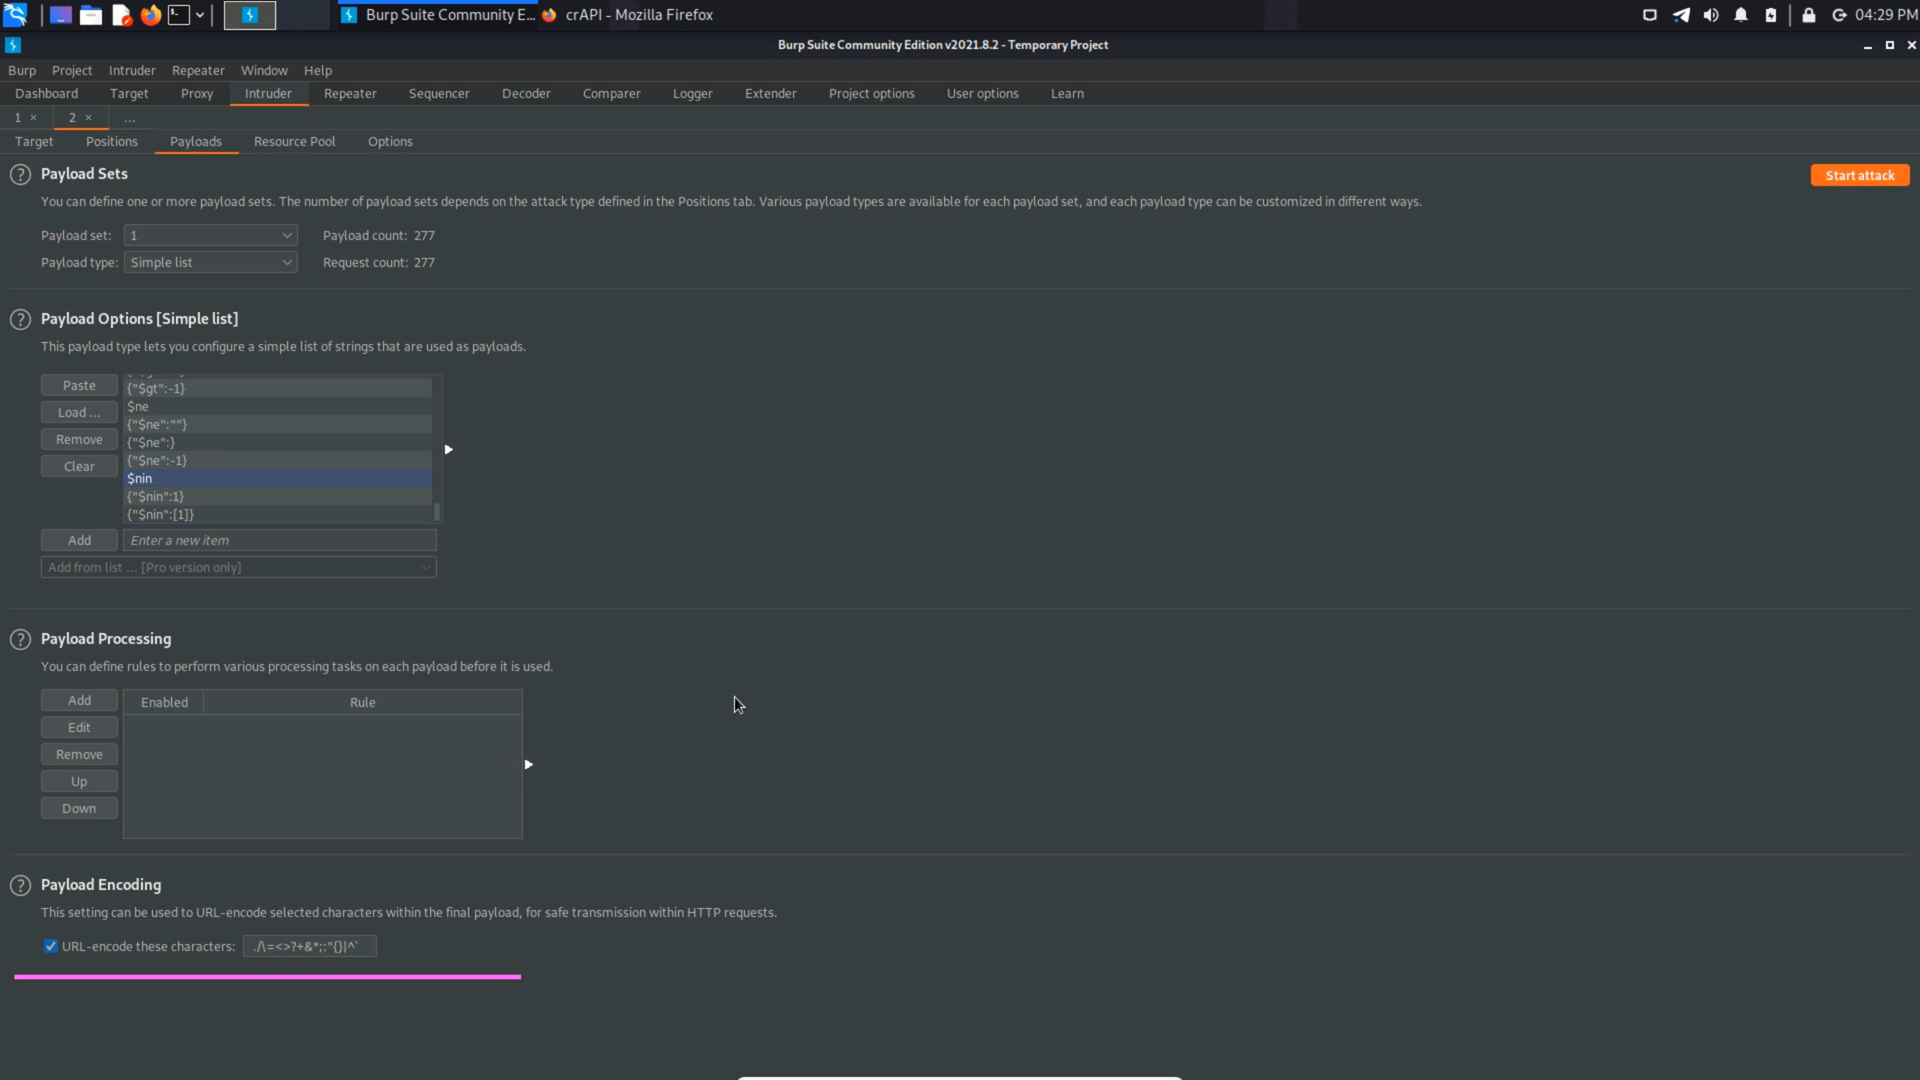 Burp Suite Community E...
crAPI - Mozilla Firefox
04:29 PM
Burp Suite Community Edition v2021.8.2 - Temporary Project
Burp Project Intruder Repeater Window Help
Dashboard Target Proxy Intruder Repeater Sequencer Decoder Comparer Logger Extender Project options User options Learn
1 × 2 × ...
Target Positions Payloads Resource Pool Options
? Payload Sets
Start attack
You can define one or more payload sets. The number of payload sets depends on the attack type defined in the Positions tab. Various payload types are available for each payload set, and each payload type can be customized in different ways.
Payload set: 1 Payload count: 277
Payload type: Simple list Request count: 277
? Payload Options [Simple list]
This payload type lets you configure a simple list of strings that are used as payloads.
Paste
Load ...
Remove
Clear
{"$gt":-1}
$ne
{"$ne":""}
{"$ne":}
{"$ne":-1}
$nin
{"$nin":1}
{"$nin":[1]}
Add Enter a new item
Add from list ... [Pro version only]
? Payload Processing
You can define rules to perform various processing tasks on each payload before it is used.
Add
Edit
Remove
Up
Down
Enabled Rule
? Payload Encoding
This setting can be used to URL-encode selected characters within the final payload, for safe transmission within HTTP requests.
URL-encode these characters: ./\=<>?+&*;:"{}|^`